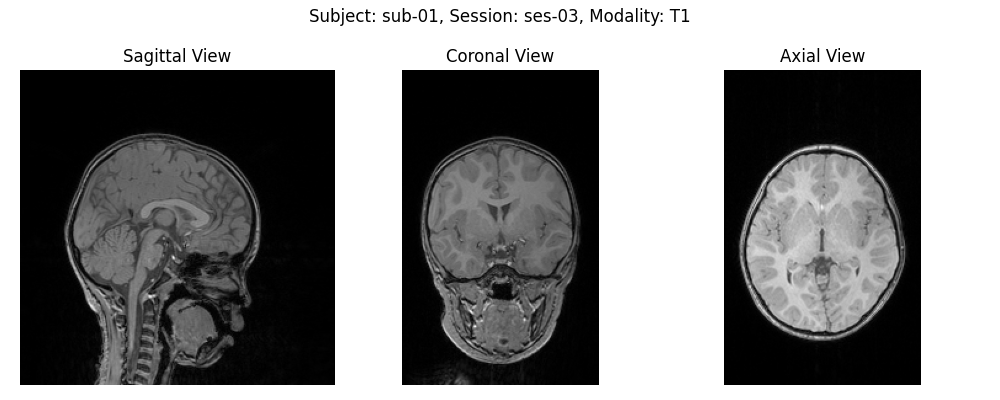 Subject: sub-01, Session: ses-03, Modality: T1
Sagittal View
Coronal View
Axial View